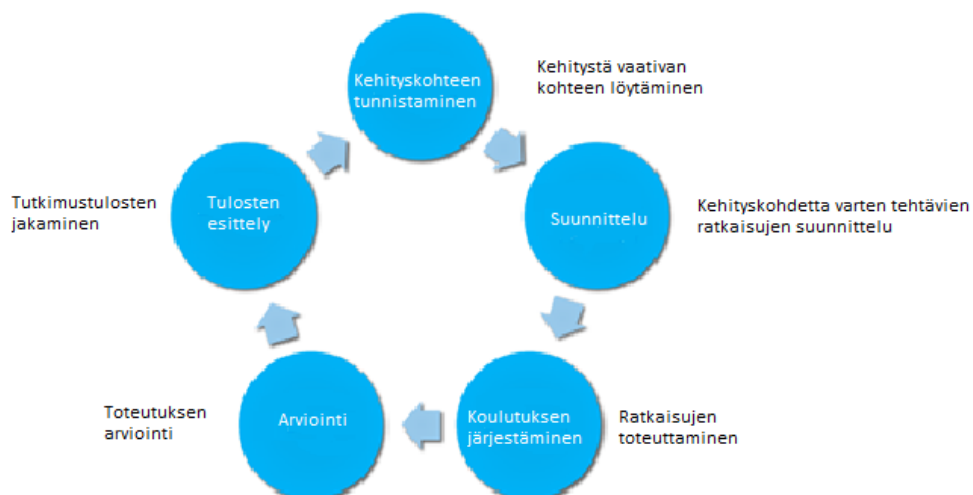 Kehityskohteen
tunnistaminen
Kehitystä vaativan
kohteen löytäminen
Suunnittelu
Kehityskohdetta varten tehtävien
ratkaisujen suunnittelu
Koulutuksen
järjestäminen
Ratkaisujen
toteuttaminen
Arviointi
Toteutuksen
arviointi
Tulosten
esittely
Tutkimustulosten
jakaminen